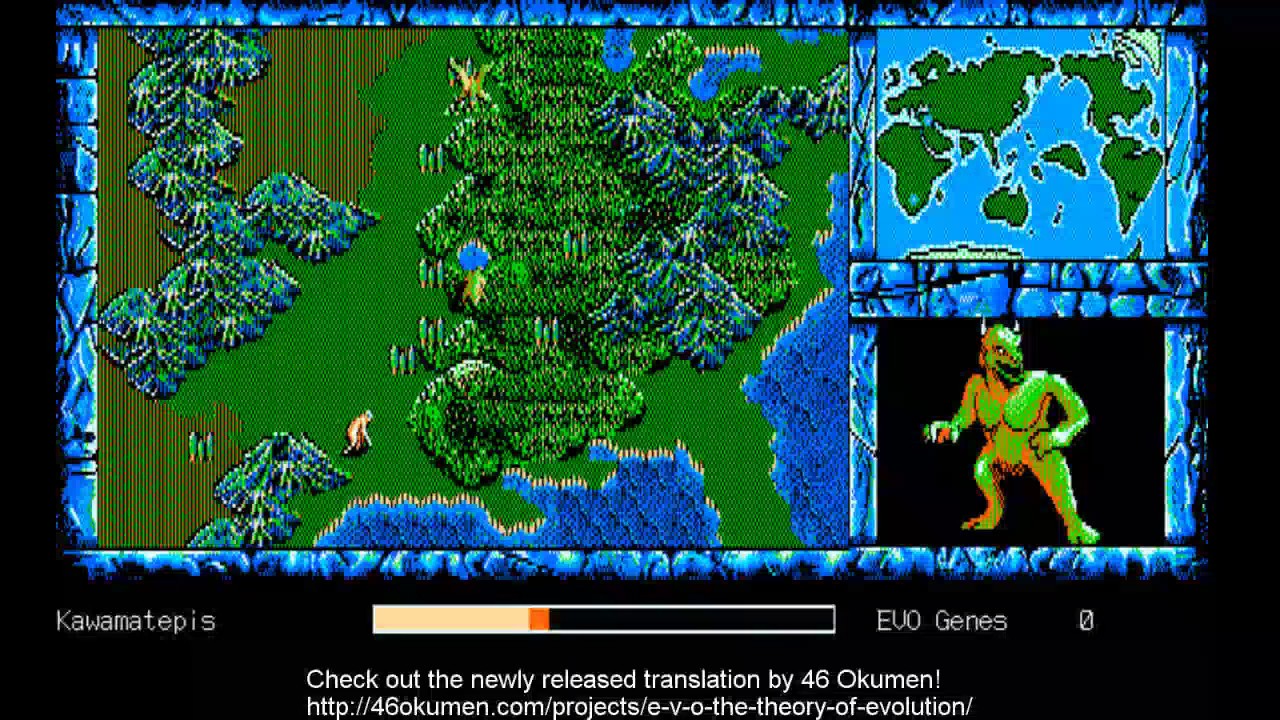 Kawamatepis
EVO Genes 0
Check out the newly released translation by 46 Okumen!
http://46okumen.com/projects/e-v-o-the-theory-of-evolution/